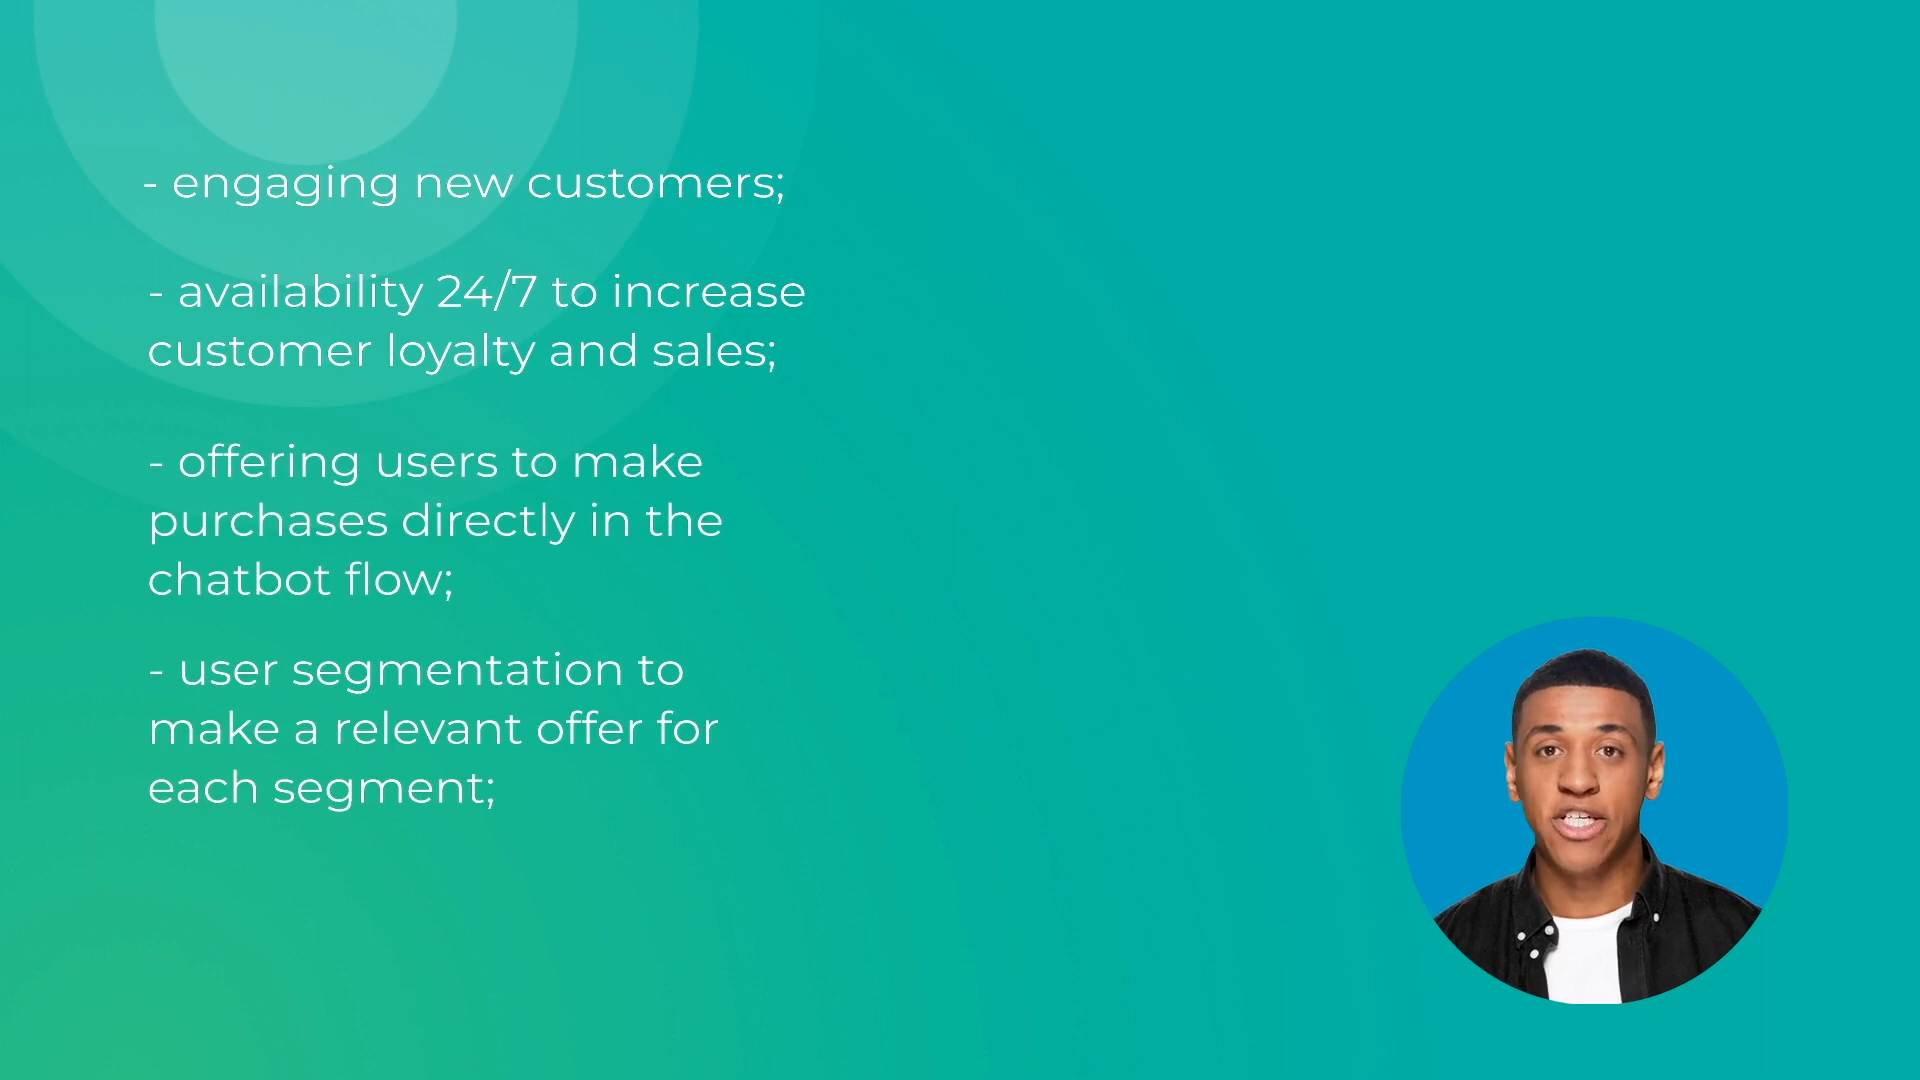 - engaging new customers;
- availability 24/7 to increase
customer loyalty and sales;
- offering users to make
purchases directly in the
chatbot flow;
- user segmentation to
make a relevant offer for
each segment;